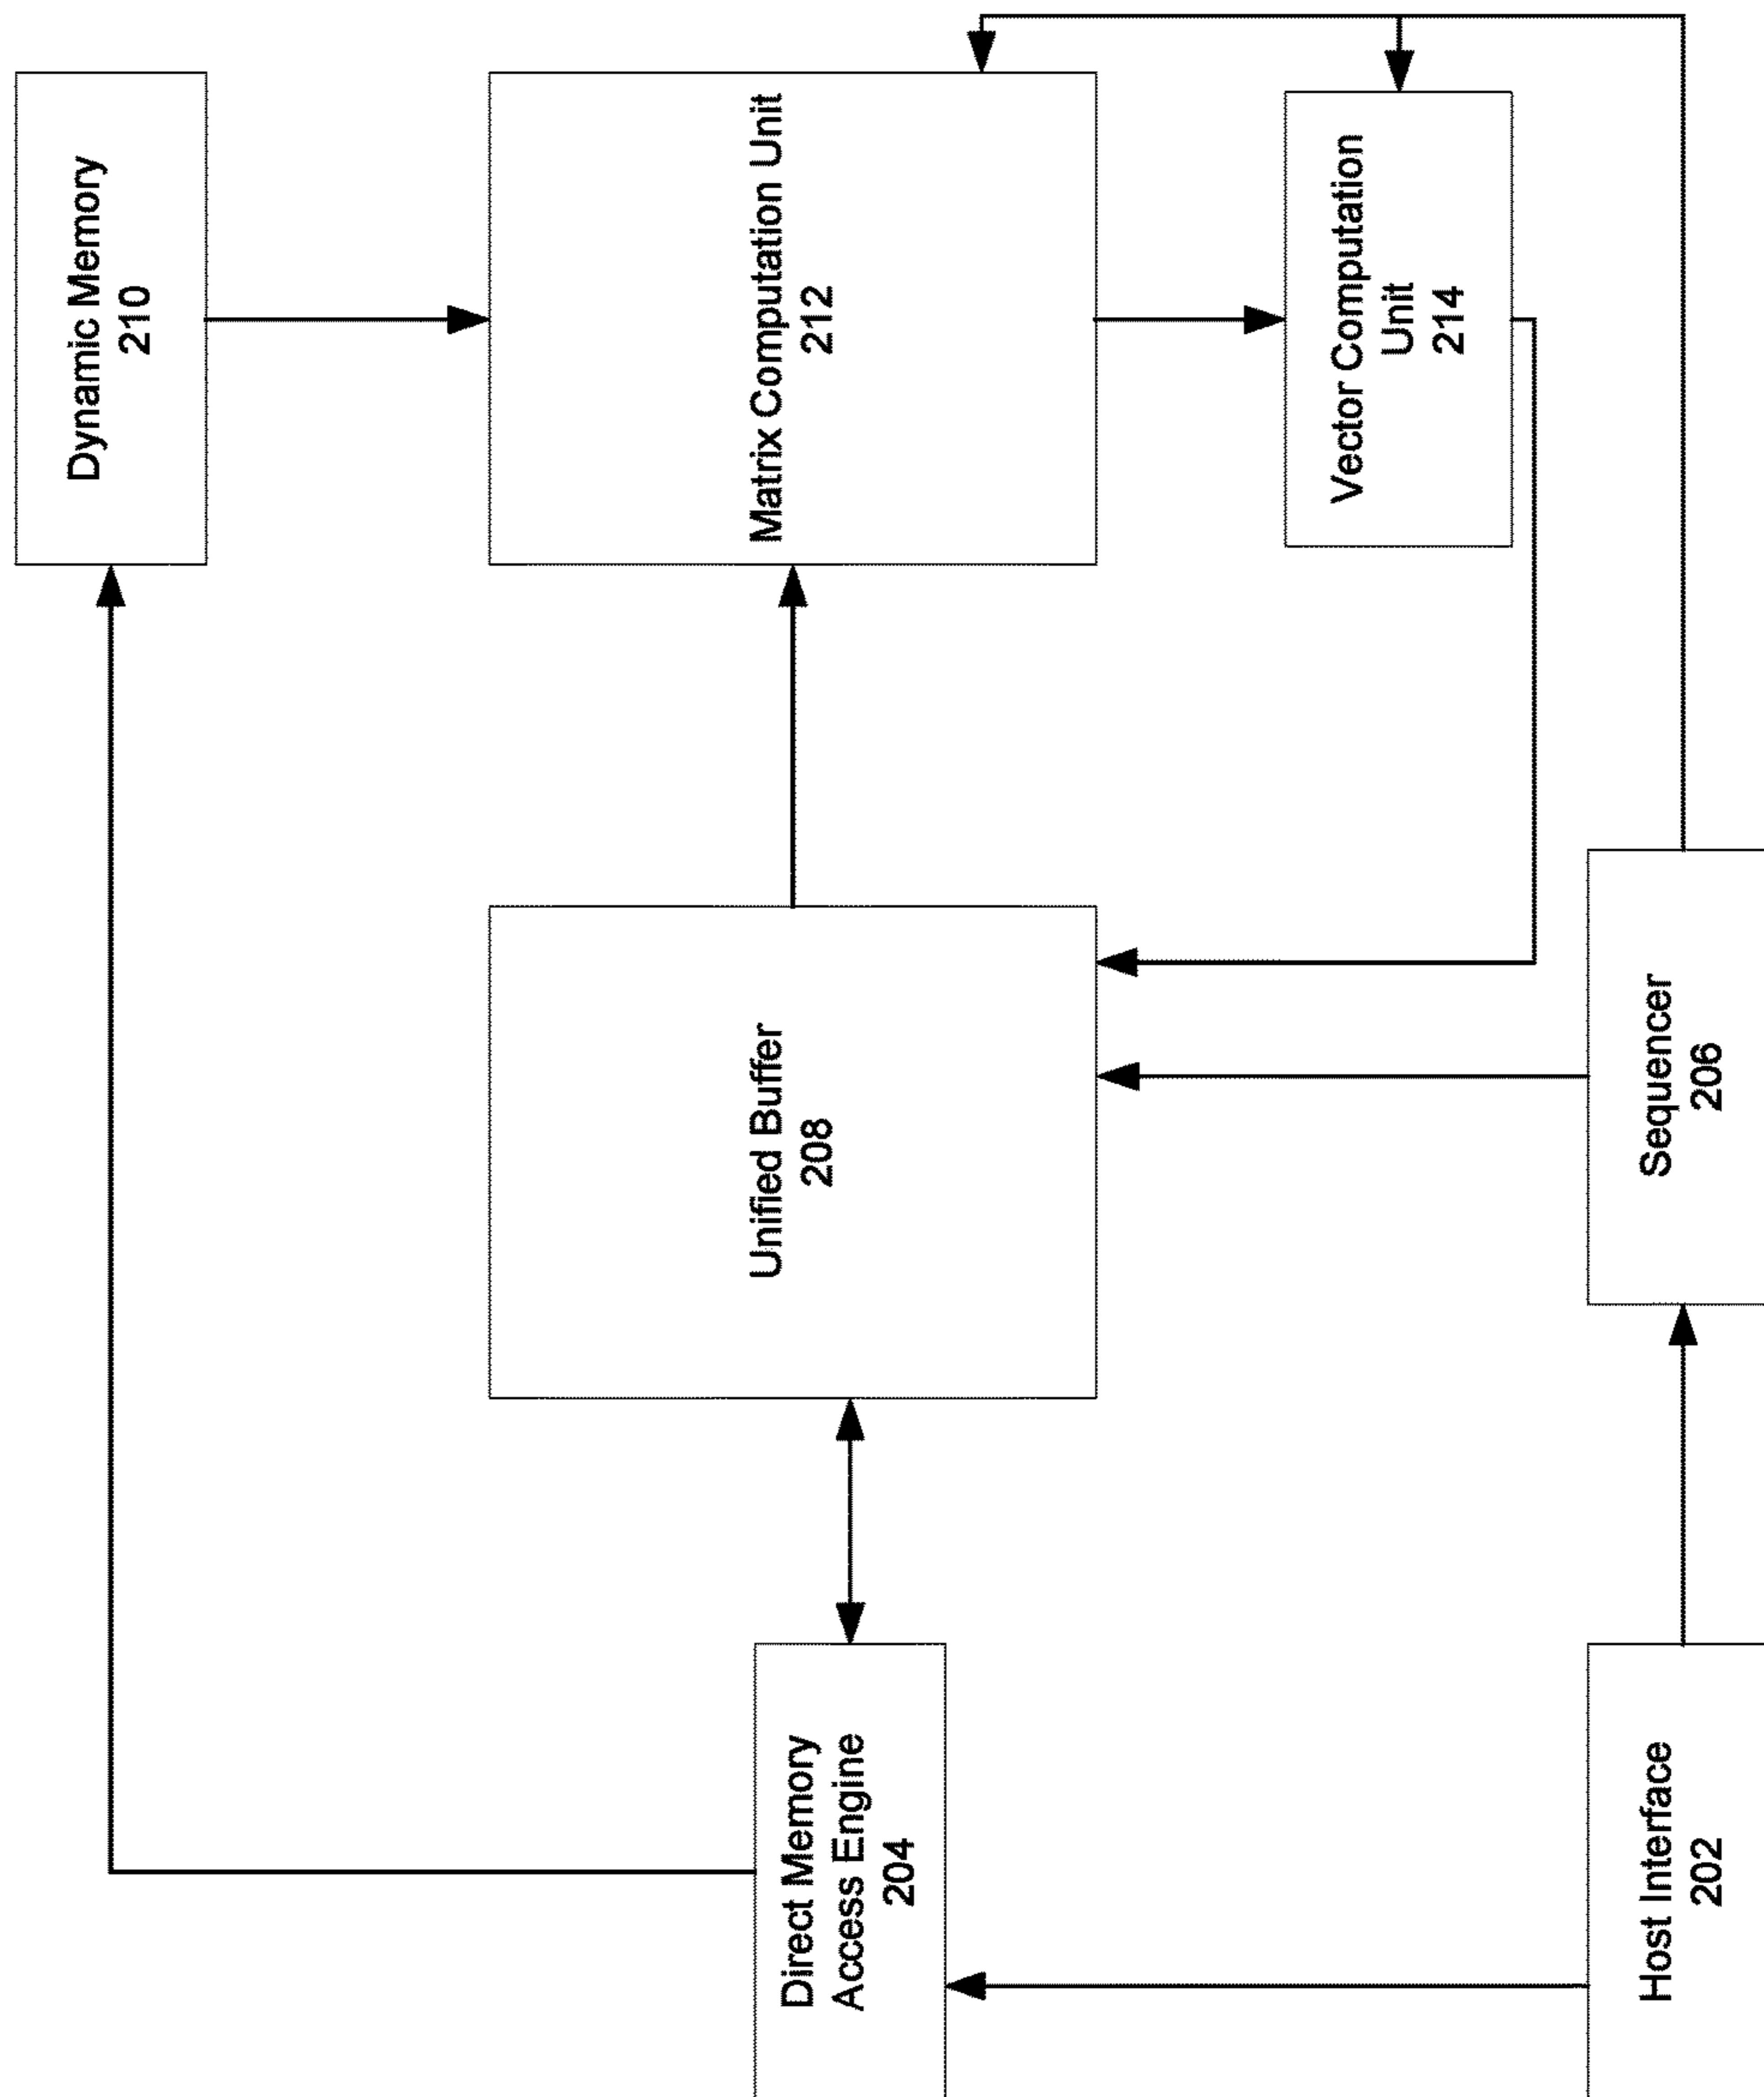 Dynamic Memory
210
Direct Memory
Access Engine
204
Unified Buffer
208
Matrix Computation Unit
212
Vector Computation
Unit
214
Host Interface
202
Sequencer
206